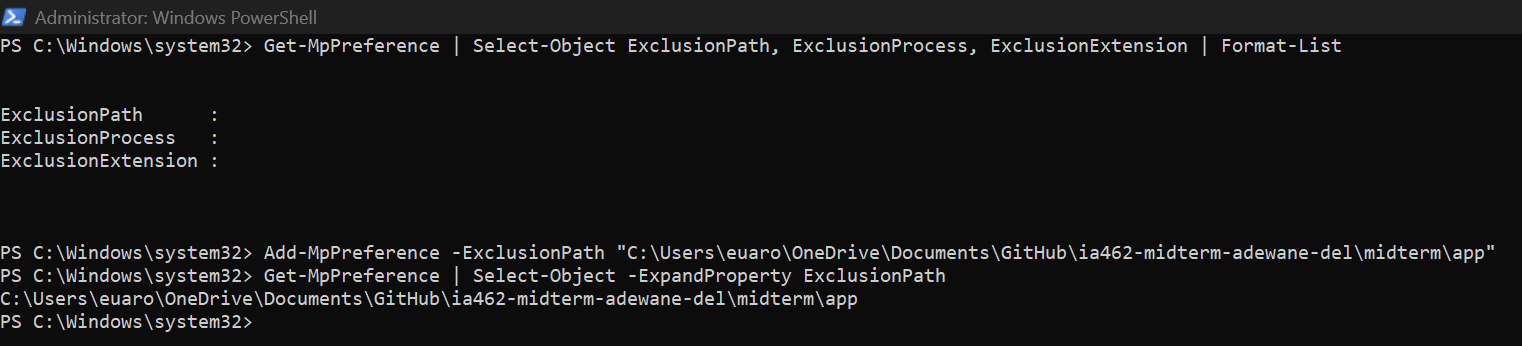 Administrator: Windows PowerShell
PS C:\Windows\system32> Get-MpPreference | Select-Object ExclusionPath, ExclusionProcess, ExclusionExtension | Format-List
ExclusionPath      :
ExclusionProcess   :
ExclusionExtension :
PS C:\Windows\system32> Add-MpPreference -ExclusionPath "C:\Users\euaro\OneDrive\Documents\GitHub\ia462-midterm-adewane-del\midterm\app"
PS C:\Windows\system32> Get-MpPreference | Select-Object -ExpandProperty ExclusionPath
C:\Users\euaro\OneDrive\Documents\GitHub\ia462-midterm-adewane-del\midterm\app
PS C:\Windows\system32>